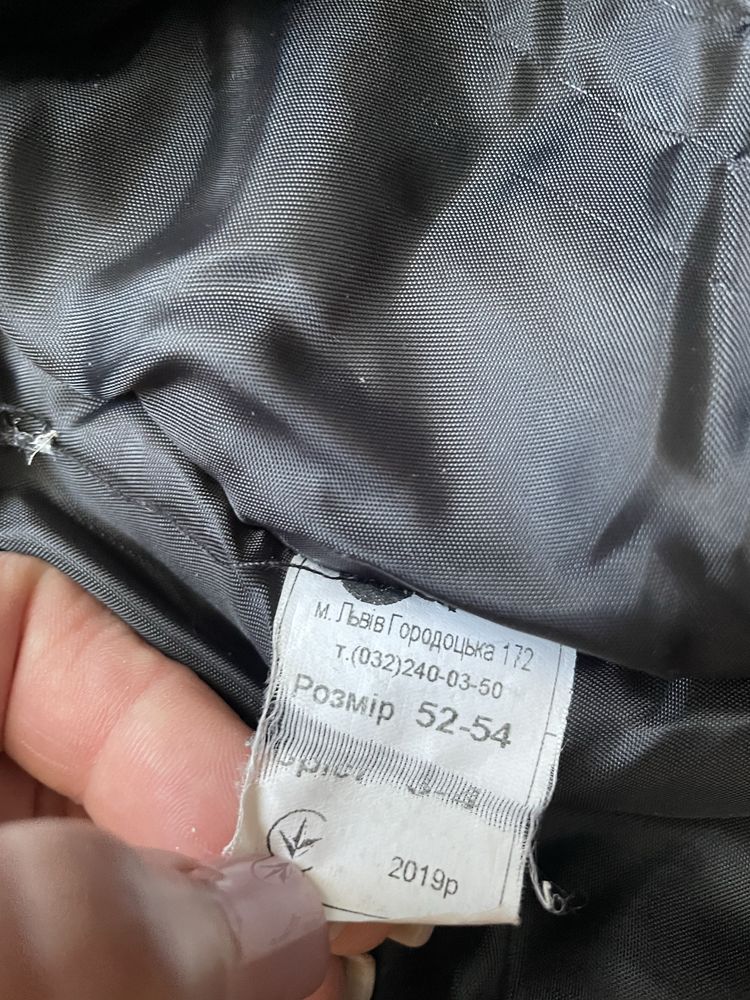 м. Львів Городоцька 172
т.(032)240-03-50
Розмір 52-54
2019р